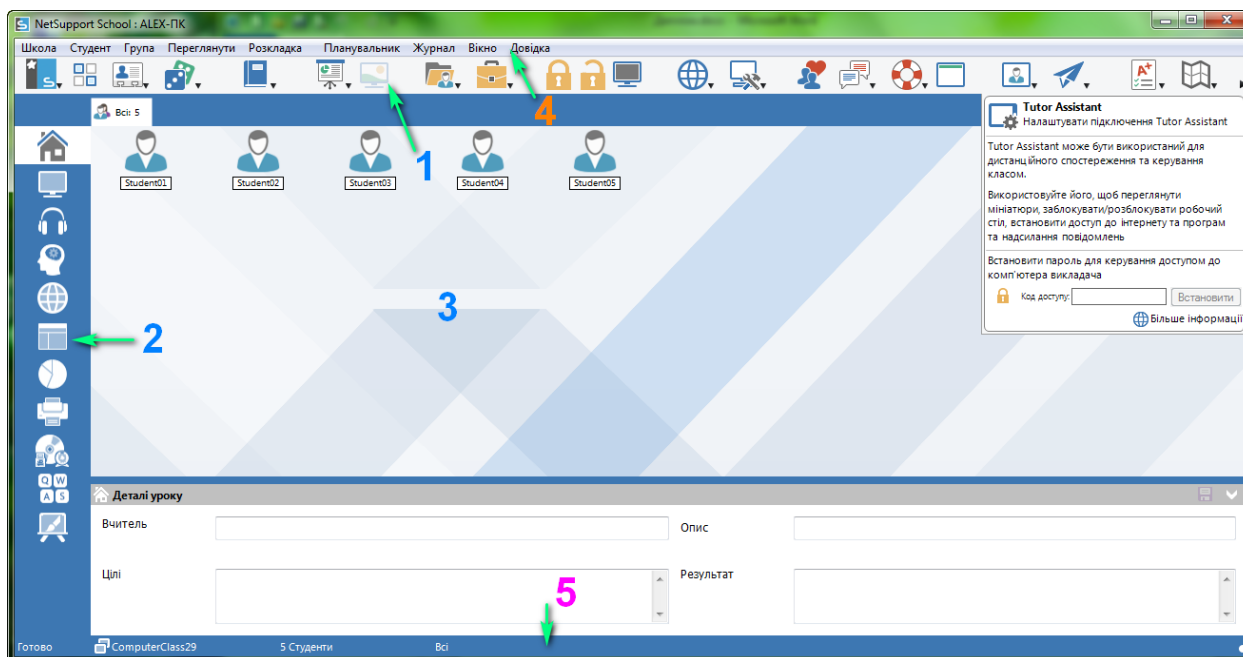 NetSupport School : ALEX-ПК
Школа Студент Група Переглянути Розкладка Планувальник Журнал Вікно Довідка
4
Всі: 5
1
Student01 Student02 Student03 Student04 Student05
Tutor Assistant
Налаштувати підключення Tutor Assistant
Tutor Assistant може бути використаний для
дистанційного спостереження та керування
класом.
Використовуйте його, щоб переглянути
мініатюри, заблокувати/розблокувати робочий
стіл, встановити доступ до інтернету та програм
та надсилання повідомлень
Встановити пароль для керування доступом до
комп'ютера викладача
Код доступу: Встановити
Більше інформації
3
2
Q W
A S
Деталі уроку
Вчитель Опис
Цілі Результат
5
Готово ComputerClass29 5 Студенти Всі